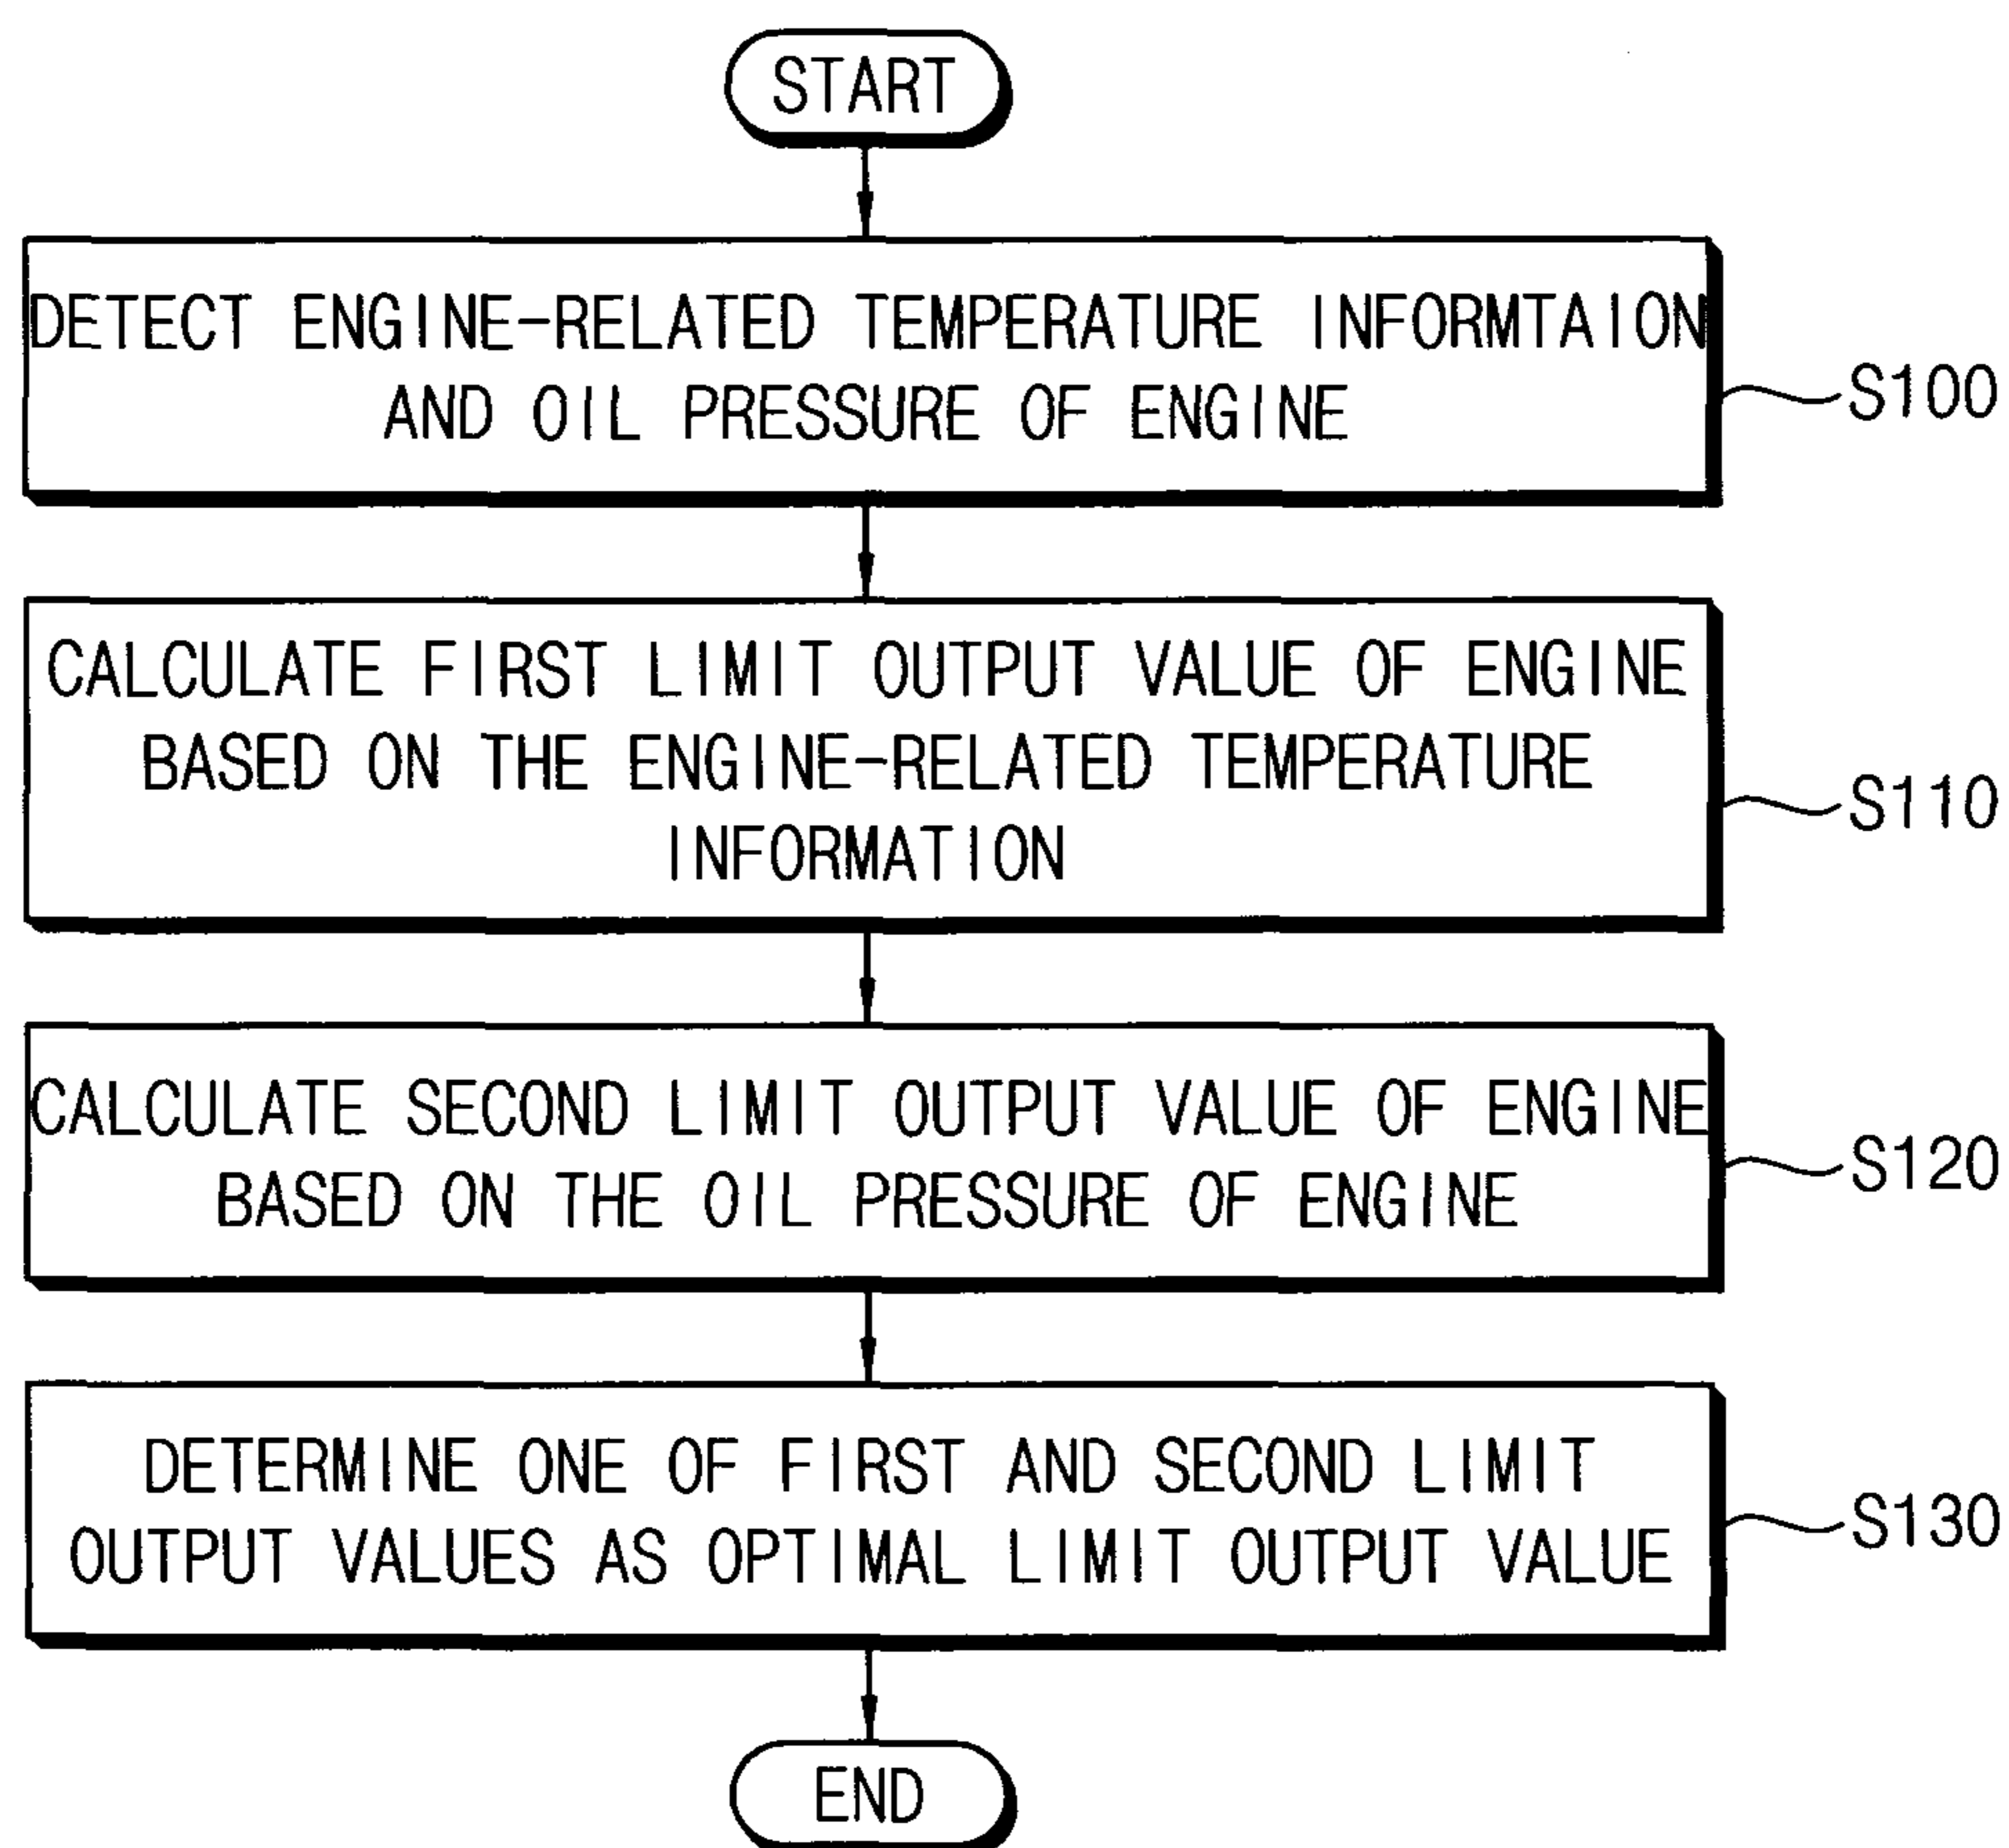 START
DETECT ENGINE-RELATED TEMPERATURE INFORMTAION
AND OIL PRESSURE OF ENGINE
S100
CALCULATE FIRST LIMIT OUTPUT VALUE OF ENGINE
BASED ON THE ENGINE-RELATED TEMPERATURE
INFORMATION
S110
CALCULATE SECOND LIMIT OUTPUT VALUE OF ENGINE
BASED ON THE OIL PRESSURE OF ENGINE
S120
DETERMINE ONE OF FIRST AND SECOND LIMIT
OUTPUT VALUES AS OPTIMAL LIMIT OUTPUT VALUE
S130
END